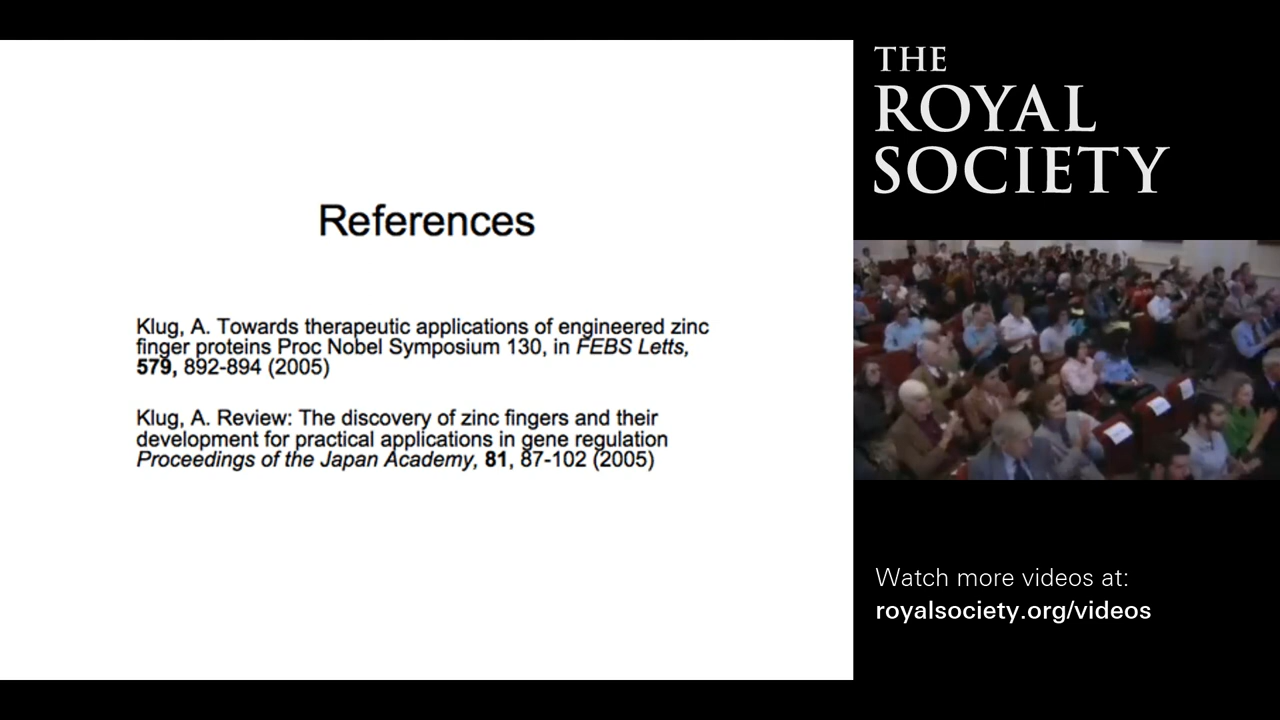 References
Klug, A. Towards therapeutic applications of engineered zinc
finger proteins Proc Nobel Symposium 130, in FEBS Letts,
579, 892-894 (2005)
Klug, A. Review: The discovery of zinc fingers and their
development for practical applications in gene regulation
Proceedings of the Japan Academy, 81, 87-102 (2005)
THE
ROYAL
SOCIETY
Watch more videos at:
royalsociety.org/videos